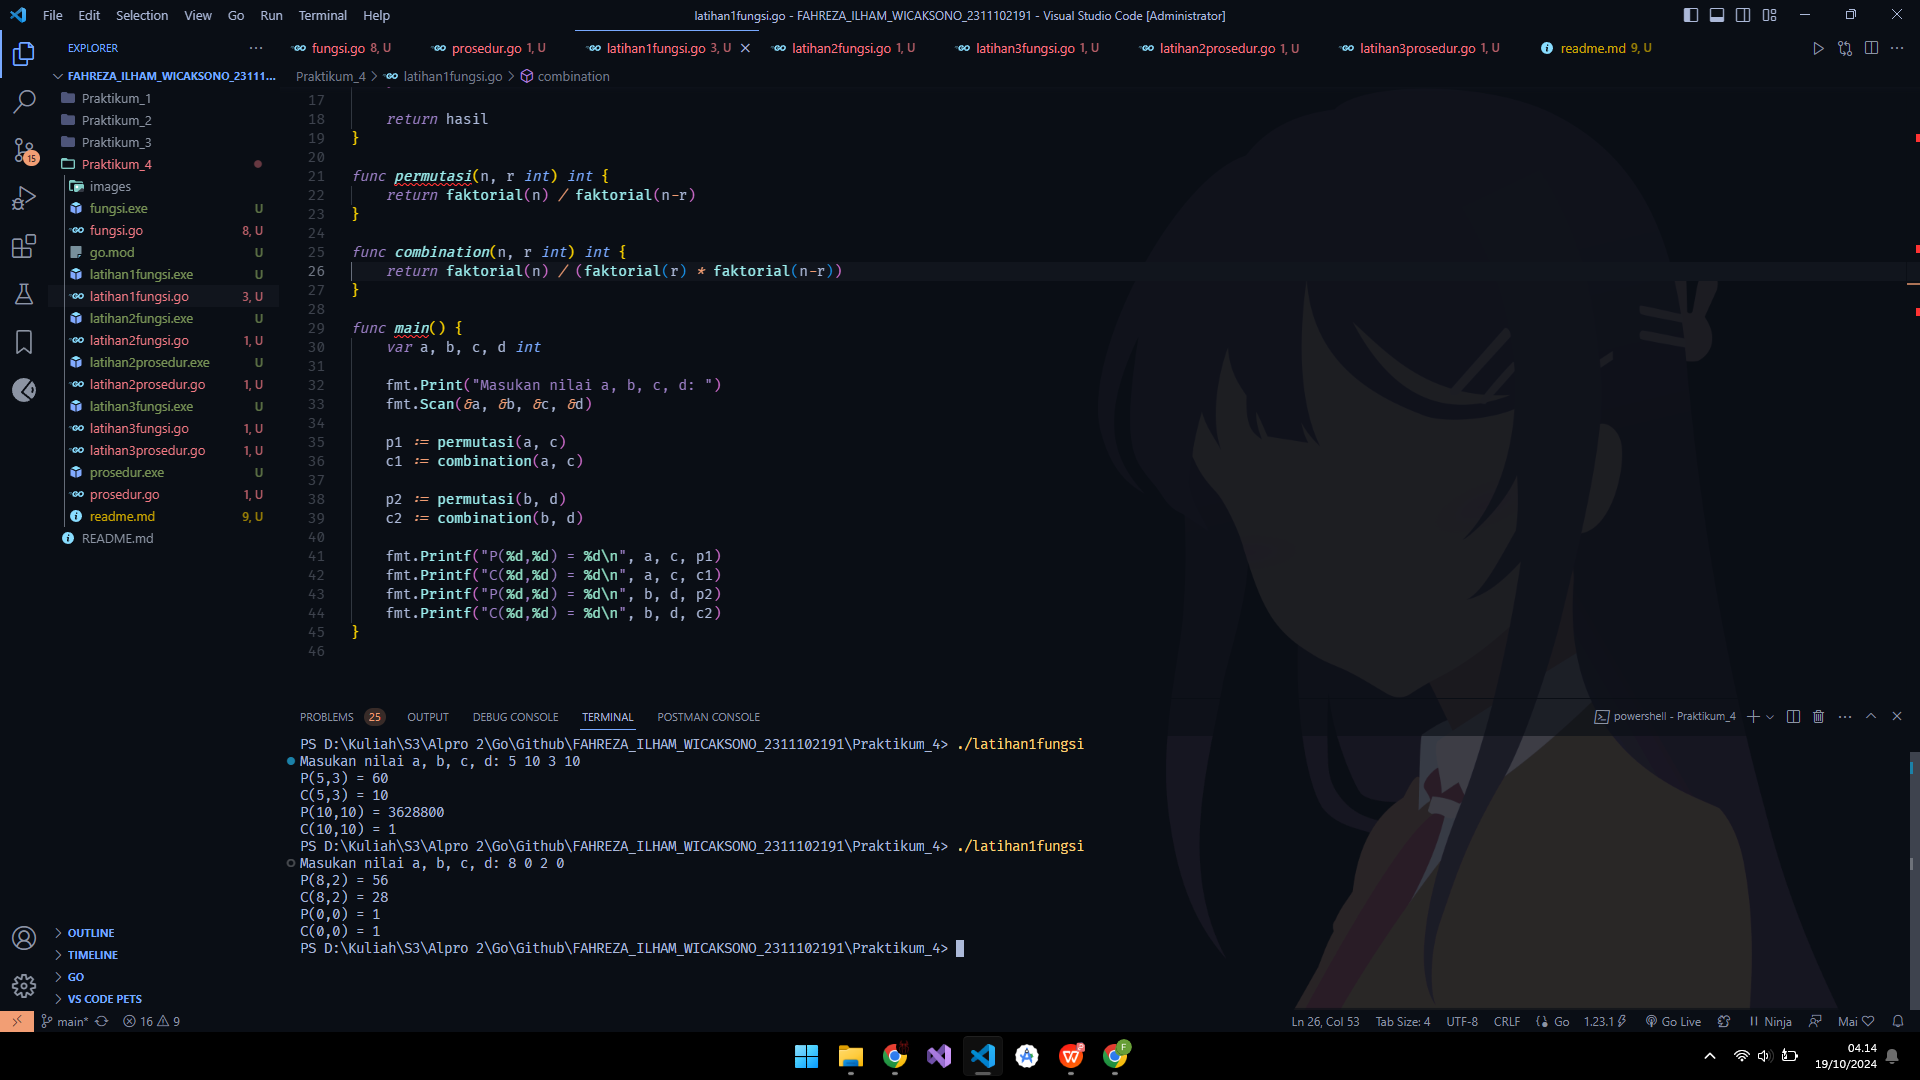 File Edit Selection View Go Run Terminal Help
latihan1fungsi.go - FAHREZA_ILHAM_WICAKSONO_2311102191 - Visual Studio Code [Administrator]
EXPLORER
fungsi.go 8, U
prosedur.go 1, U
latihan1fungsi.go 3, U
latihan2fungsi.go 1, U
latihan3fungsi.go 1, U
latihan2prosedur.go 1, U
latihan3prosedur.go 1, U
readme.md 9, U
FAHREZA_ILHAM_WICAKSONO_23111...
Praktikum_1
Praktikum_2
Praktikum_3
Praktikum_4
images
fungsi.exe U
fungsi.go 8, U
go.mod U
latihan1fungsi.exe U
latihan1fungsi.go 3, U
latihan2fungsi.exe U
latihan2fungsi.go 1, U
latihan2prosedur.exe U
latihan2prosedur.go 1, U
latihan3fungsi.exe U
latihan3fungsi.go 1, U
latihan3prosedur.go 1, U
prosedur.exe U
prosedur.go 1, U
readme.md 9, U
README.md
OUTLINE
TIMELINE
GO
VS CODE PETS
15
Praktikum_4 > latihan1fungsi.go > combination
17
18 return hasil
19 }
20
21 func permutasi(n, r int) int {
22 return faktorial(n) / faktorial(n-r)
23 }
24
25 func combination(n, r int) int {
26 return faktorial(n) / (faktorial(r) * faktorial(n-r))
27 }
28
29 func main() {
30 var a, b, c, d int
31
32 fmt.Print("Masukan nilai a, b, c, d: ")
33 fmt.Scan(&a, &b, &c, &d)
34
35 p1 := permutasi(a, c)
36 c1 := combination(a, c)
37
38 p2 := permutasi(b, d)
39 c2 := combination(b, d)
40
41 fmt.Printf("P(%d,%d) = %d\n", a, c, p1)
42 fmt.Printf("C(%d,%d) = %d\n", a, c, c1)
43 fmt.Printf("P(%d,%d) = %d\n", b, d, p2)
44 fmt.Printf("C(%d,%d) = %d\n", b, d, c2)
45 }
46
PROBLEMS 25 OUTPUT DEBUG CONSOLE TERMINAL POSTMAN CONSOLE
powershell - Praktikum_4
PS D:\Kuliah\S3\Alpro 2\Go\Github\FAHREZA_ILHAM_WICAKSONO_2311102191\Praktikum_4> ./latihan1fungsi
Masukan nilai a, b, c, d: 5 10 3 10
P(5,3) = 60
C(5,3) = 10
P(10,10) = 3628800
C(10,10) = 1
PS D:\Kuliah\S3\Alpro 2\Go\Github\FAHREZA_ILHAM_WICAKSONO_2311102191\Praktikum_4> ./latihan1fungsi
Masukan nilai a, b, c, d: 8 0 2 0
P(8,2) = 56
C(8,2) = 28
P(0,0) = 1
C(0,0) = 1
PS D:\Kuliah\S3\Alpro 2\Go\Github\FAHREZA_ILHAM_WICAKSONO_2311102191\Praktikum_4>
main* 16 9
Ln 26, Col 53 Tab Size: 4 UTF-8 CRLF Go 1.23.1 Go Live Ninja Mai
04.14
19/10/2024